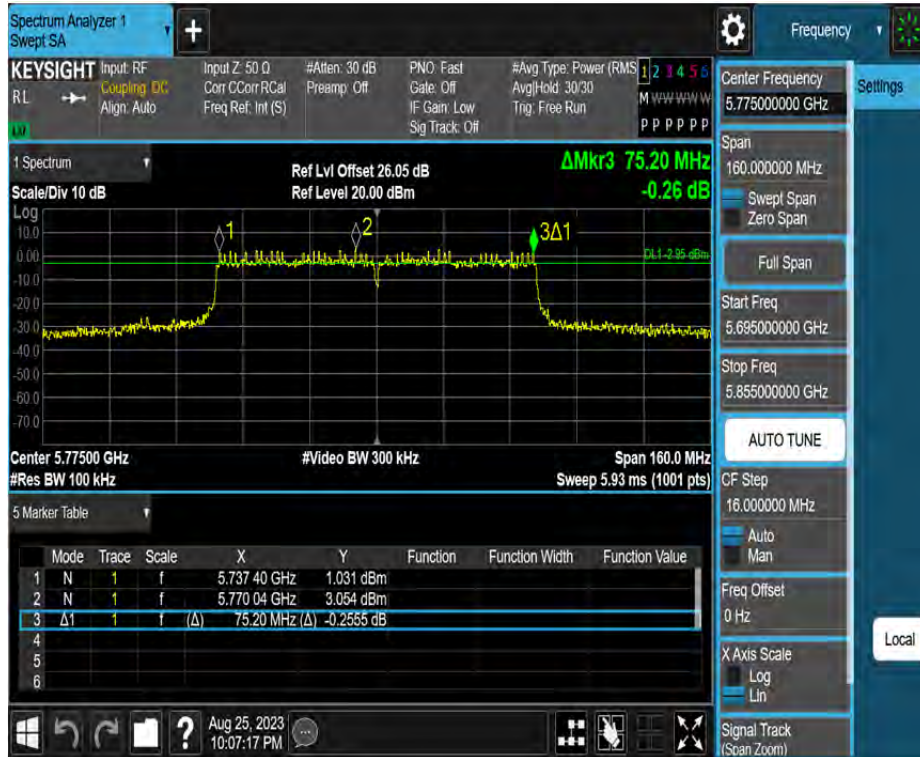 Spectrum Analyzer 1
Swept SA
+
Frequency
KEYSIGHT
RL
Input: RF
Coupling: DC
Align: Auto
Input Z: 50 Ω
Corr CCorr RCal
Freq Ref: Int (S)
#Atten: 30 dB
Preamp: Off
PNO: Fast
Gate: Off
IF Gain: Low
Sig Track: Off
#Avg Type: Power (RMS
Avg|Hold: 30/30
Trig: Free Run
1 2 3 4 5 6
M W W W W W
P P P P P P
Center Frequency
5.775000000 GHz
Settings
Span
160.000000 MHz
Swept Span
Zero Span
Full Span
Start Freq
5.695000000 GHz
Stop Freq
5.855000000 GHz
AUTO TUNE
CF Step
16.000000 MHz
Auto
Man
Freq Offset
0 Hz
X Axis Scale
Log
Lin
Signal Track
(Span Zoom)
Local
1 Spectrum
Scale/Div 10 dB
Ref Lvl Offset 26.05 dB
Ref Level 20.00 dBm
ΔMkr3 75.20 MHz
-0.26 dB
Log
10.0
0.00
-10.0
-20.0
-30.0
-40.0
-50.0
-60.0
-70.0
1
2
3Δ1
DL1 -2.95 dBm
Center 5.77500 GHz
#Video BW 300 kHz
Span 160.0 MHz
#Res BW 100 kHz
Sweep 5.93 ms (1001 pts)
5 Marker Table
Mode Trace Scale X Y Function Function Width Function Value
1 N 1 f 5.737 40 GHz 1.031 dBm
2 N 1 f 5.770 04 GHz 3.054 dBm
3 Δ1 1 f (Δ) 75.20 MHz (Δ) -0.2555 dB
4
5
6
?
Aug 25, 2023
10:07:17 PM